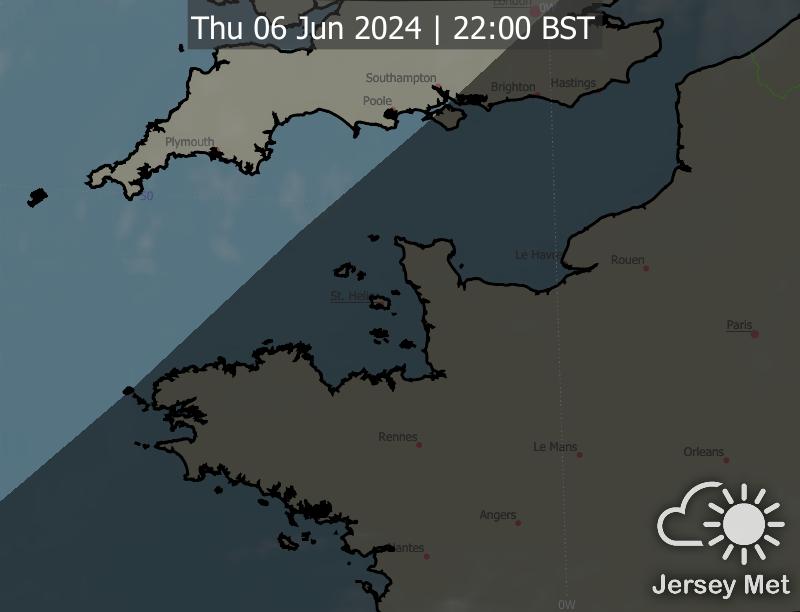 London
0W
Thu 06 Jun 2024 | 22:00 BST
Southampton
Brighton
Hastings
Poole
Plymouth
50
Le Havre
Rouen
St. Helier
Paris
Rennes
Le Mans
Orleans
Angers
Nantes
Jersey Met
0W